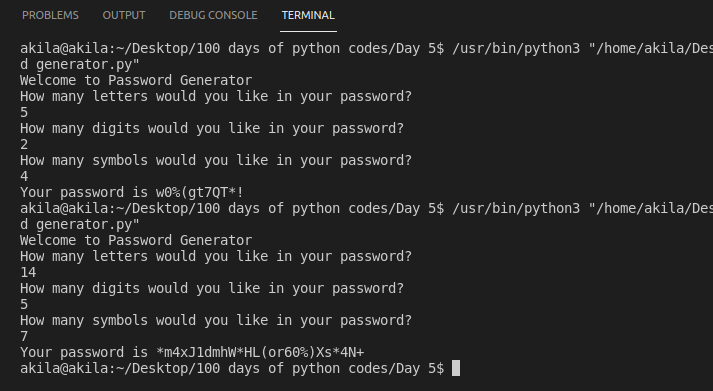 PROBLEMS OUTPUT DEBUG CONSOLE TERMINAL
akila@akila:~/Desktop/100 days of python codes/Day 5$ /usr/bin/python3 "/home/akila/Des
d generator.py"
Welcome to Password Generator
How many letters would you like in your password?
5
How many digits would you like in your password?
2
How many symbols would you like in your password?
4
Your password is w0%(gt7QT*!
akila@akila:~/Desktop/100 days of python codes/Day 5$ /usr/bin/python3 "/home/akila/Des
d generator.py"
Welcome to Password Generator
How many letters would you like in your password?
14
How many digits would you like in your password?
5
How many symbols would you like in your password?
7
Your password is *m4xJ1dmhW*HL(or60%)Xs*4N+
akila@akila:~/Desktop/100 days of python codes/Day 5$